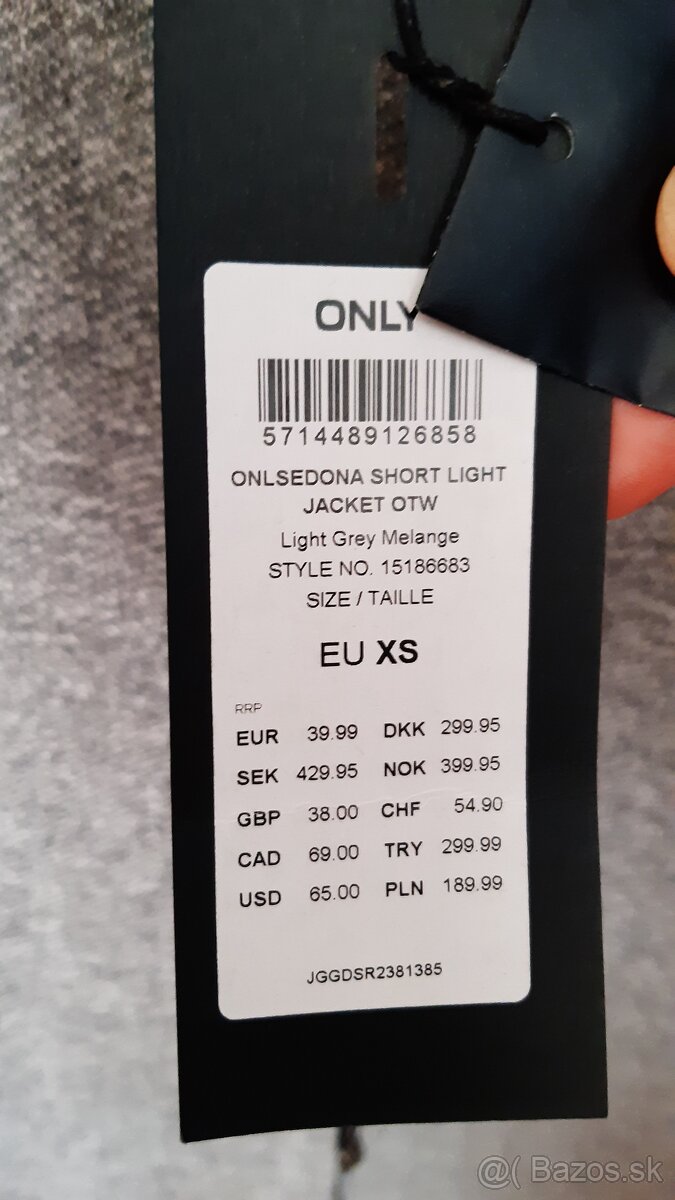 ONLY
5714489126858
ONLSEDONA SHORT LIGHT
JACKET OTW
Light Grey Melange
STYLE NO. 15186683
SIZE / TAILLE
EU XS
RRP
EUR 39.99 DKK 299.95
SEK 429.95 NOK 399.95
GBP 38.00 CHF 54.90
CAD 69.00 TRY 299.99
USD 65.00 PLN 189.99
JGGDSR2381385
@( Bazos.sk